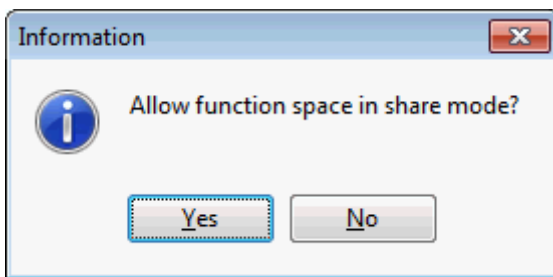 Information
Allow function space in share mode?
Yes
No